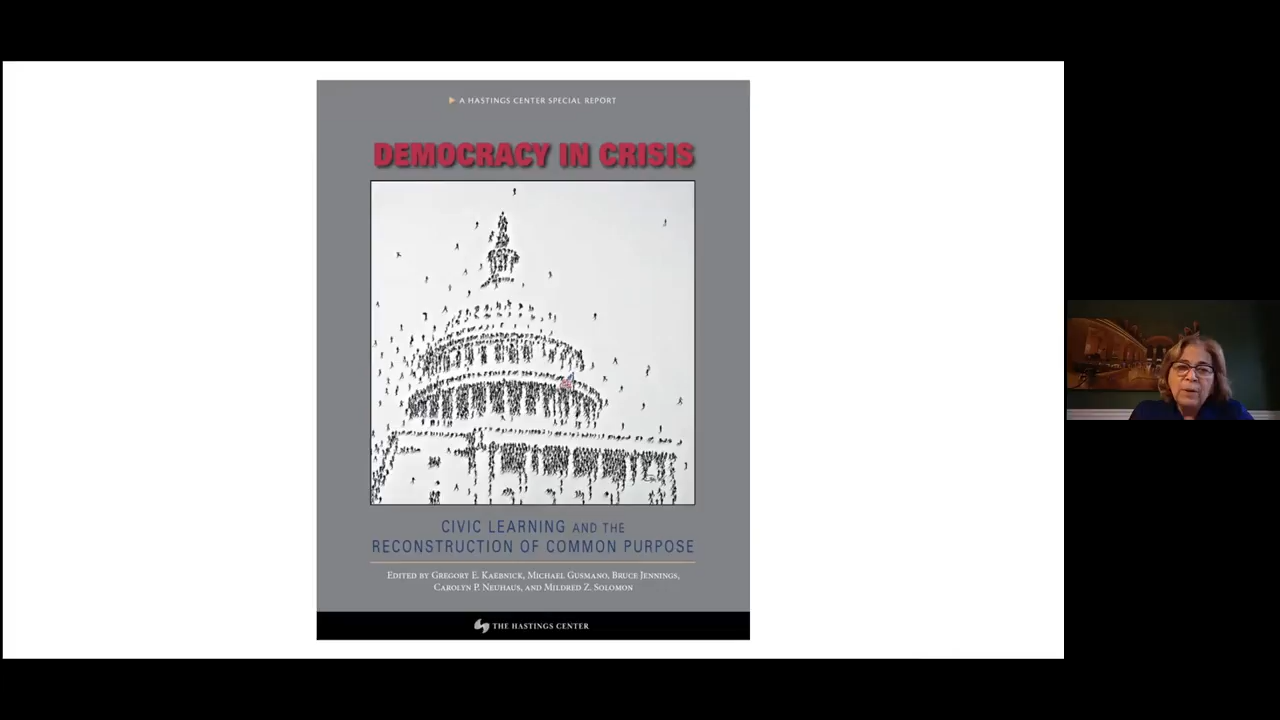 A HASTINGS CENTER SPECIAL REPORT
DEMOCRACY IN CRISIS
CIVIC LEARNING AND THE
RECONSTRUCTION OF COMMON PURPOSE
EDITED BY GREGORY E. KAEBNICK, MICHAEL GUSMANO, BRUCE JENNINGS,
CAROLYN P. NEUHAUS, AND MILDRED Z. SOLOMON
THE HASTINGS CENTER